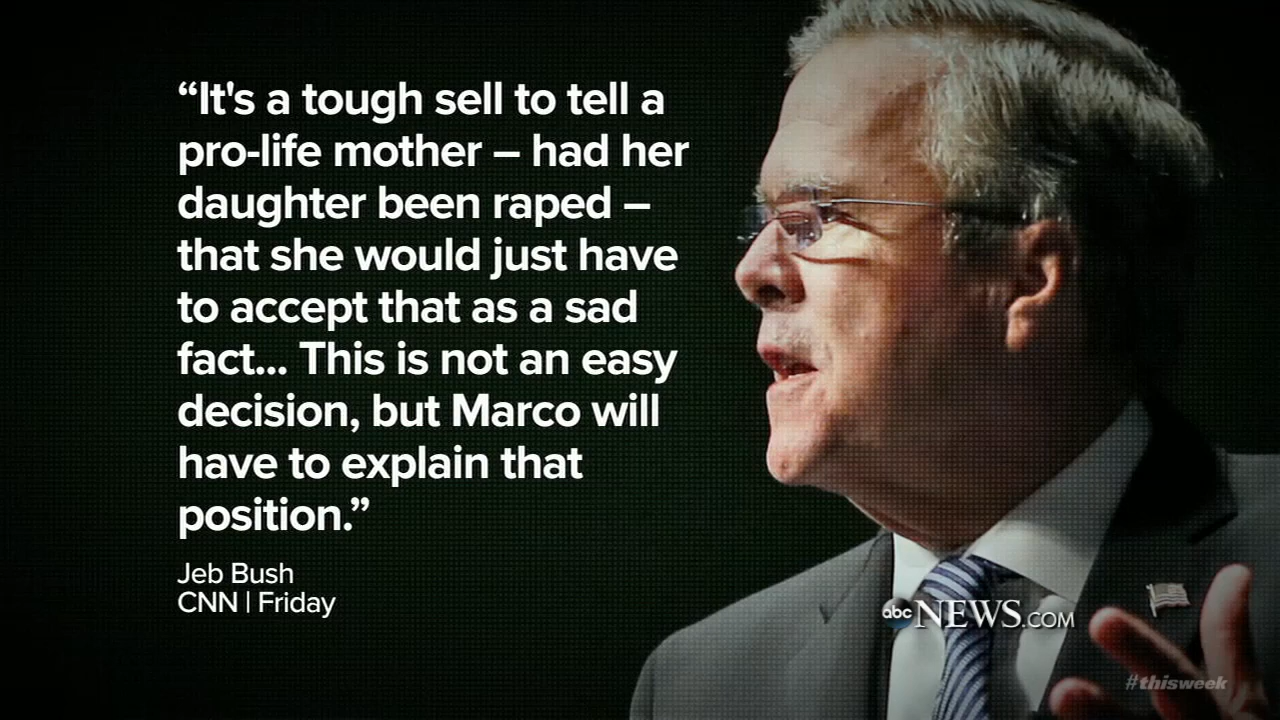 “It's a tough sell to tell a
pro-life mother – had her
daughter been raped –
that she would just have
to accept that as a sad
fact... This is not an easy
decision, but Marco will
have to explain that
position.”
Jeb Bush
CNN | Friday
abc NEWS.COM
#thisweek